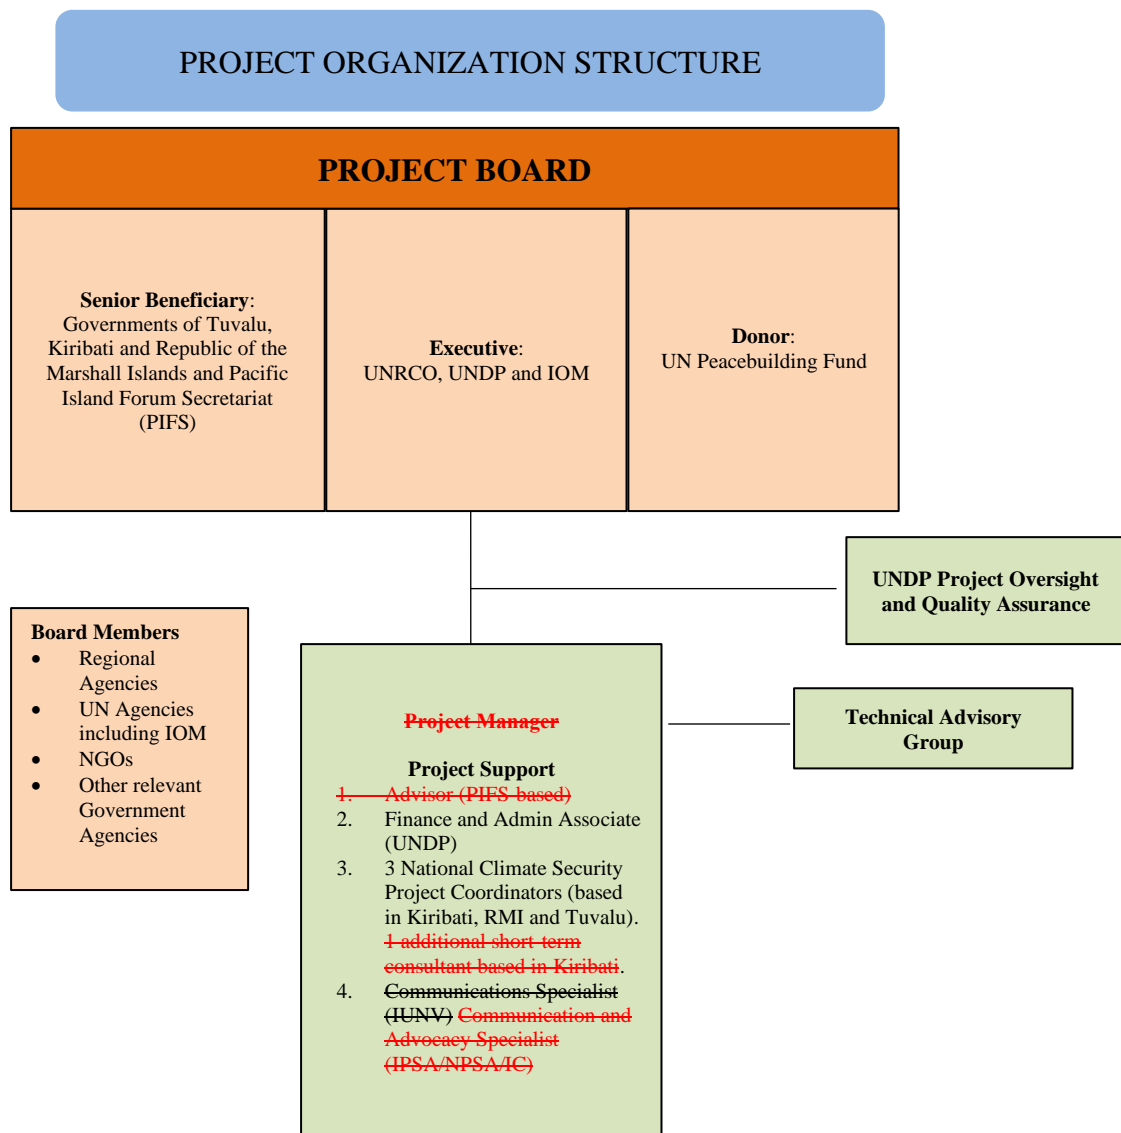 PROJECT ORGANIZATION STRUCTURE
PROJECT BOARD
Senior Beneficiary:
Governments of Tuvalu,
Kiribati and Republic of the
Marshall Islands and Pacific
Island Forum Secretariat
(PIFS)
Executive:
UNRCO, UNDP and IOM
Donor:
UN Peacebuilding Fund
UNDP Project Oversight
and Quality Assurance
Board Members
• Regional
Agencies
• UN Agencies
including IOM
• NGOs
• Other relevant
Government
Agencies
Project Manager
Project Support
1. Advisor (PIFS-based)
2. Finance and Admin Associate
(UNDP)
3. 3 National Climate Security
Project Coordinators (based
in Kiribati, RMI and Tuvalu).
1 additional short-term
consultant based in Kiribati.
4. Communications Specialist
(IUNV) Communication and
Advocacy Specialist
(IPSA/NPSA/IC)
Technical Advisory
Group